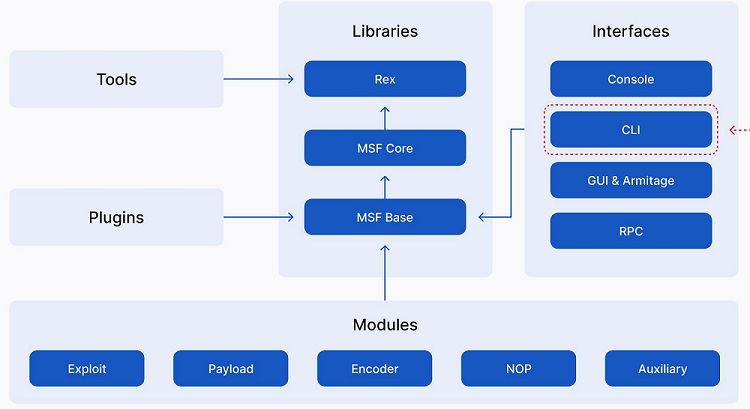 Libraries
Interfaces
Tools
Rex
Console
MSF Core
CLI
GUI & Armitage
Plugins
MSF Base
RPC
Modules
Exploit
Payload
Encoder
NOP
Auxiliary